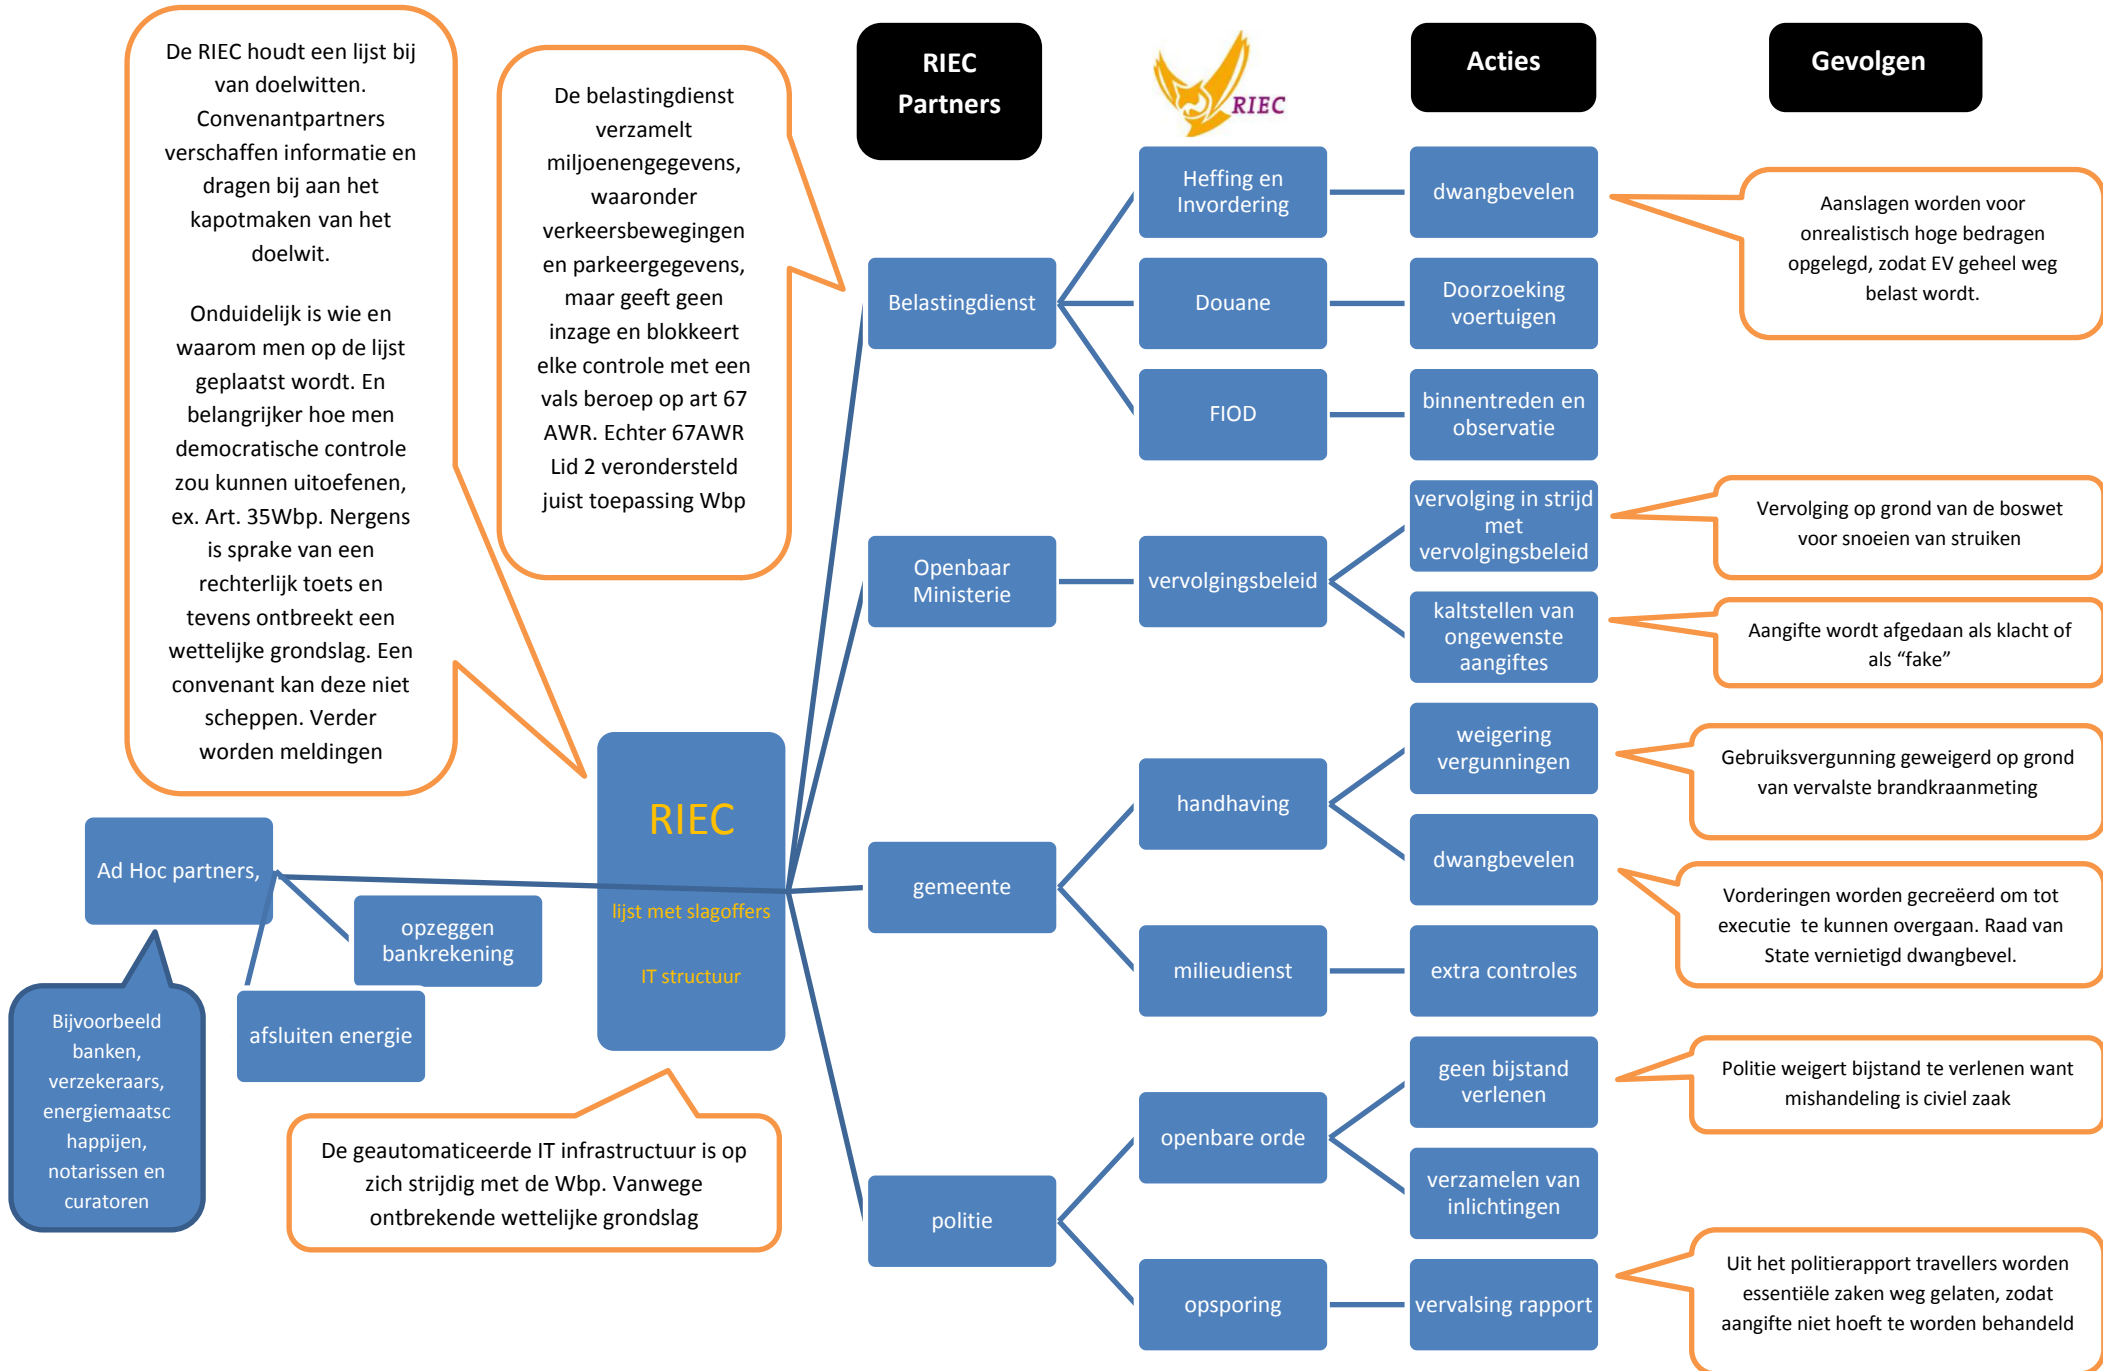 De RIEC houdt een lijst bij
van doelwitten.
Convenantpartners
verschaffen informatie en
dragen bij aan het
kapotmaken van het
doelwit.
Onduidelijk is wie en
waarom men op de lijst
geplaatst wordt. En
belangrijker hoe men
democratische controle
zou kunnen uitoefenen,
ex. Art. 35Wbp. Nergens
is sprake van een
rechterlijk toets en
tevens ontbreekt een
wettelijke grondslag. Een
convenant kan deze niet
scheppen. Verder
worden meldingen
De belastingdienst
verzamelt
miljoenengegevens,
waaronder
verkeersbewegingen
en parkeergegevens,
maar geeft geen
inzage en blokkeert
elke controle met een
vals beroep op art 67
AWR. Echter 67AWR
Lid 2 verondersteld
juist toepassing Wbp
RIEC
Partners
RIEC
Acties
Gevolgen
Ad Hoc partners,
opzeggen
bankrekening
afsluiten energie
Bijvoorbeeld
banken,
verzekeraars,
energiemaatsc
happijen,
notarissen en
curatoren
RIEC
lijst met slagoffers
IT structuur
De geautomaticeerde IT infrastructuur is op
zich strijdig met de Wbp. Vanwege
ontbrekende wettelijke grondslag
Belastingdienst
Heffing en
Invordering
dwangbevelen
Aanslagen worden voor
onrealistisch hoge bedragen
opgelegd, zodat EV geheel weg
belast wordt.
Douane
Doorzoeking
voertuigen
FIOD
binnentreden en
observatie
Openbaar
Ministerie
vervolgingsbeleid
vervolging in strijd
met
vervolgingsbeleid
Vervolging op grond van de boswet
voor snoeien van struiken
kaltstellen van
ongewenste
aangiftes
Aangifte wordt afgedaan als klacht of
als “fake”
gemeente
handhaving
weigering
vergunningen
Gebruiksvergunning geweigerd op grond
van vervalste brandkraanmeting
dwangbevelen
Vorderingen worden gecreëerd om tot
executie  te kunnen overgaan. Raad van
State vernietigd dwangbevel.
milieudienst
extra controles
politie
openbare orde
geen bijstand
verlenen
Politie weigert bijstand te verlenen want
mishandeling is civiel zaak
verzamelen van
inlichtingen
opsporing
vervalsing rapport
Uit het politierapport travellers worden
essentiële zaken weg gelaten, zodat
aangifte niet hoeft te worden behandeld